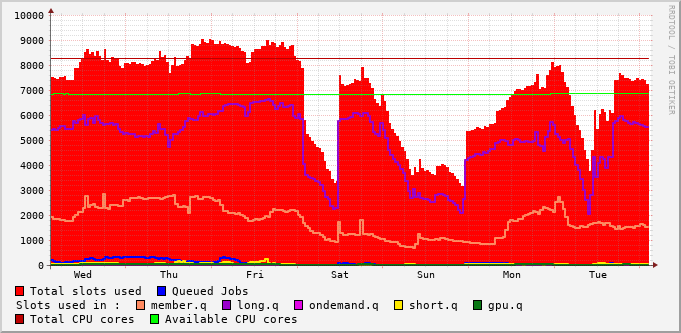 10000
9000
8000
7000
6000
5000
4000
3000
2000
1000
0
Wed Thu Fri Sat Sun Mon Tue
Total slots used Queued Jobs
Slots used in : member.q long.q ondemand.q short.q gpu.q
Total CPU cores Available CPU cores
RRDTOOL / TOBI OETIKER